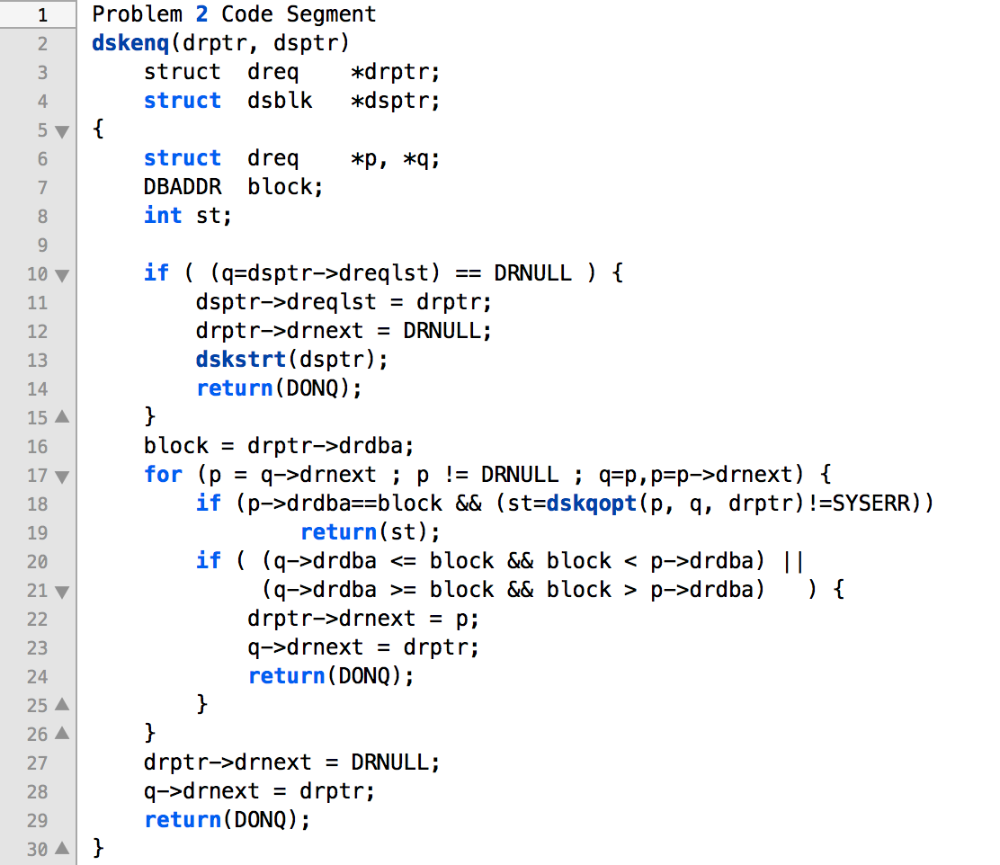 1 Problem 2 Code Segment
2 dskenq(drptr, dsptr)
3     struct  dreq    *drptr;
4     struct  dsblk   *dsptr;
5 {
6     struct  dreq    *p, *q;
7     DBADDR  block;
8     int st;
9
10     if ( (q=dsptr->dreqlst) == DRNULL ) {
11         dsptr->dreqlst = drptr;
12         drptr->drnext = DRNULL;
13         dskstrt(dsptr);
14         return(DONQ);
15     }
16     block = drptr->drdba;
17     for (p = q->drnext ; p != DRNULL ; q=p,p=p->drnext) {
18         if (p->drdba==block && (st=dskqopt(p, q, drptr)!=SYSERR))
19                 return(st);
20         if ( (q->drdba <= block && block < p->drdba) ||
21              (q->drdba >= block && block > p->drdba)   ) {
22             drptr->drnext = p;
23             q->drnext = drptr;
24             return(DONQ);
25         }
26     }
27     drptr->drnext = DRNULL;
28     q->drnext = drptr;
29     return(DONQ);
30 }